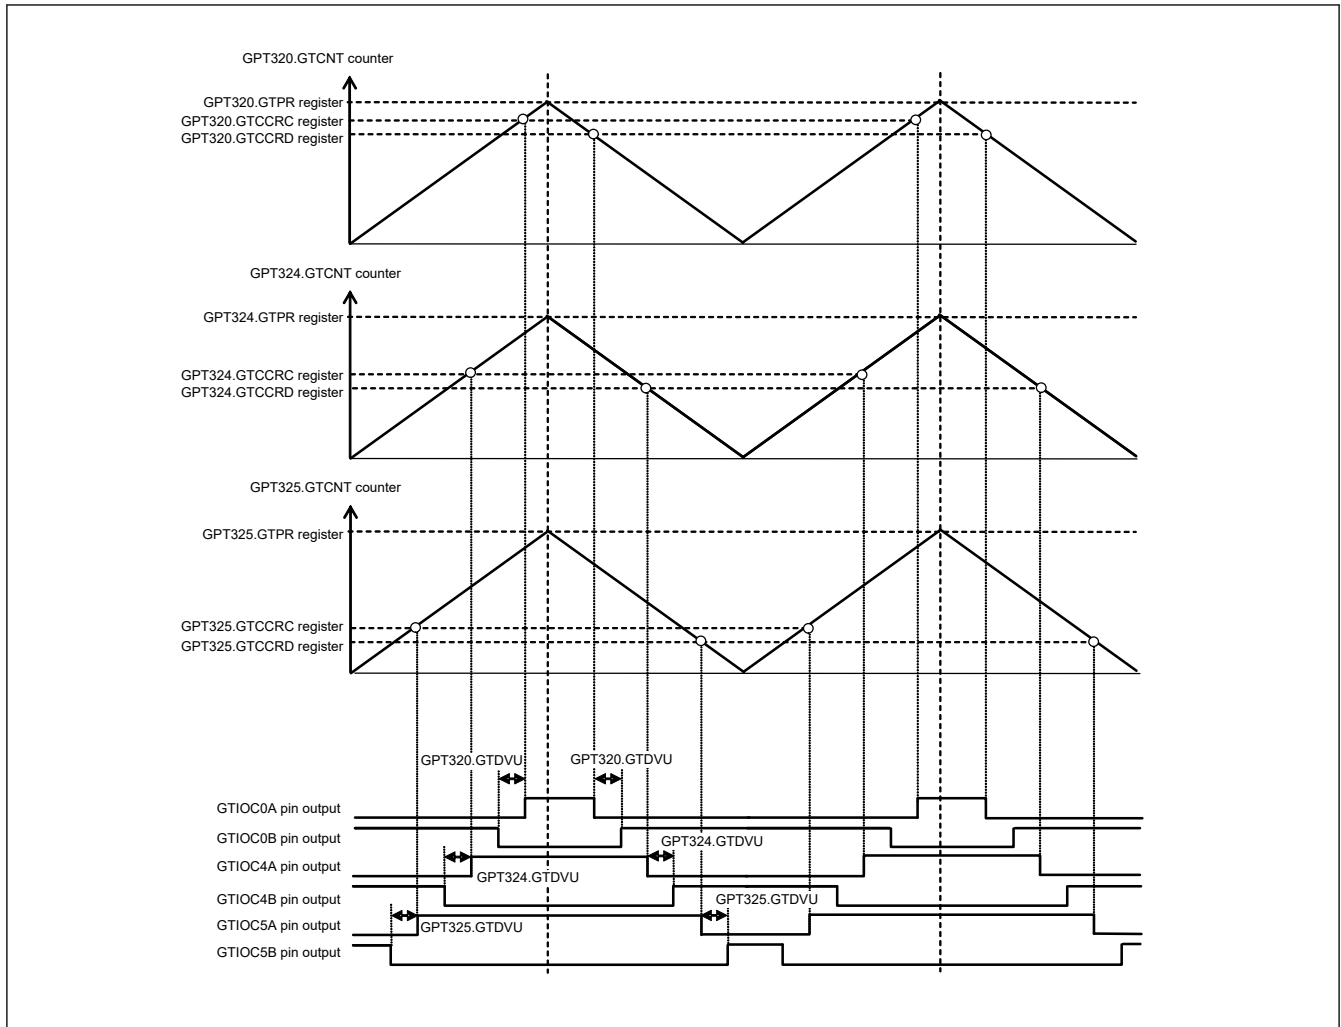 GPT320.GTCNT counter
GPT320.GTPR register
GPT320.GTCCRC register
GPT320.GTCCRD register
GPT324.GTCNT counter
GPT324.GTPR register
GPT324.GTCCRC register
GPT324.GTCCRD register
GPT325.GTCNT counter
GPT325.GTPR register
GPT325.GTCCRC register
GPT325.GTCCRD register
GPT320.GTDVU GPT320.GTDVU
GTIOC0A pin output
GTIOC0B pin output
GPT324.GTDVU
GTIOC4A pin output
GPT324.GTDVU
GTIOC4B pin output
GPT325.GTDVU
GTIOC5A pin output
GPT325.GTDVU
GTIOC5B pin output